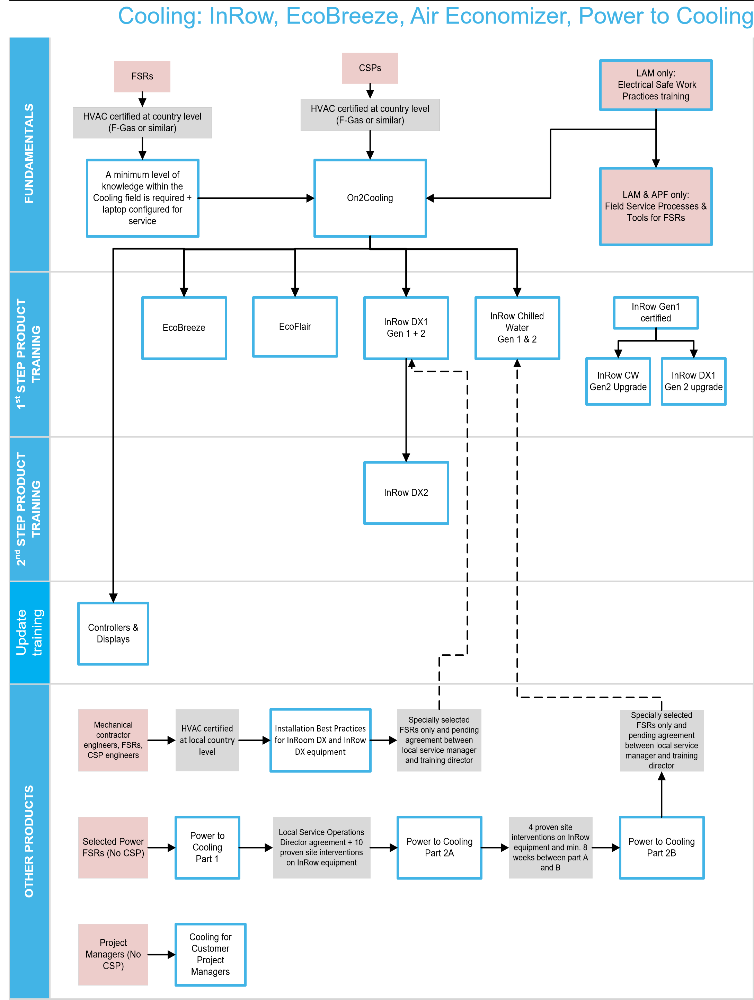 Cooling: InRow, EcoBreeze, Air Economizer, Power to Cooling
FUNDAMENTALS
FSRs
CSPs
LAM only:
Electrical Safe Work
Practices training
HVAC certified at country level
(F-Gas or similar)
HVAC certified at country level
(F-Gas or similar)
A minimum level of
knowledge within the
Cooling field is required +
laptop configured for
service
On2Cooling
LAM & APF only:
Field Service Processes &
Tools for FSRs
1st STEP PRODUCT
TRAINING
EcoBreeze
EcoFlair
InRow DX1
Gen 1 + 2
InRow Chilled
Water
Gen 1 & 2
InRow Gen1
certified
InRow CW
Gen2 Upgrade
InRow DX1
Gen 2 upgrade
2nd STEP PRODUCT
TRAINING
InRow DX2
Update
training
Controllers &
Displays
OTHER PRODUCTS
Mechanical
contractor
engineers, FSRs,
CSP engineers
HVAC certified
at local country
level
Installation Best Practices
for InRoom DX and InRow
DX equipment
Specially selected
FSRs only and pending
agreement between
local service manager
and training director
Specially selected
FSRs only and
pending agreement
between local service
manager and training
director
Selected Power
FSRs (No CSP)
Power to
Cooling
Part 1
Local Service Operations
Director agreement + 10
proven site interventions
on InRow equipment
Power to Cooling
Part 2A
4 proven site
interventions on InRow
equipment and min. 8
weeks between part A
and B
Power to Cooling
Part 2B
Project
Managers (No
CSP)
Cooling for
Customer
Project
Managers